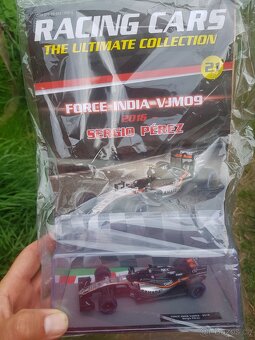 RACING CARS
THE ULTIMATE COLLECTION
21
FORCE INDIA VJM09
2016
SERGIO PÉREZ